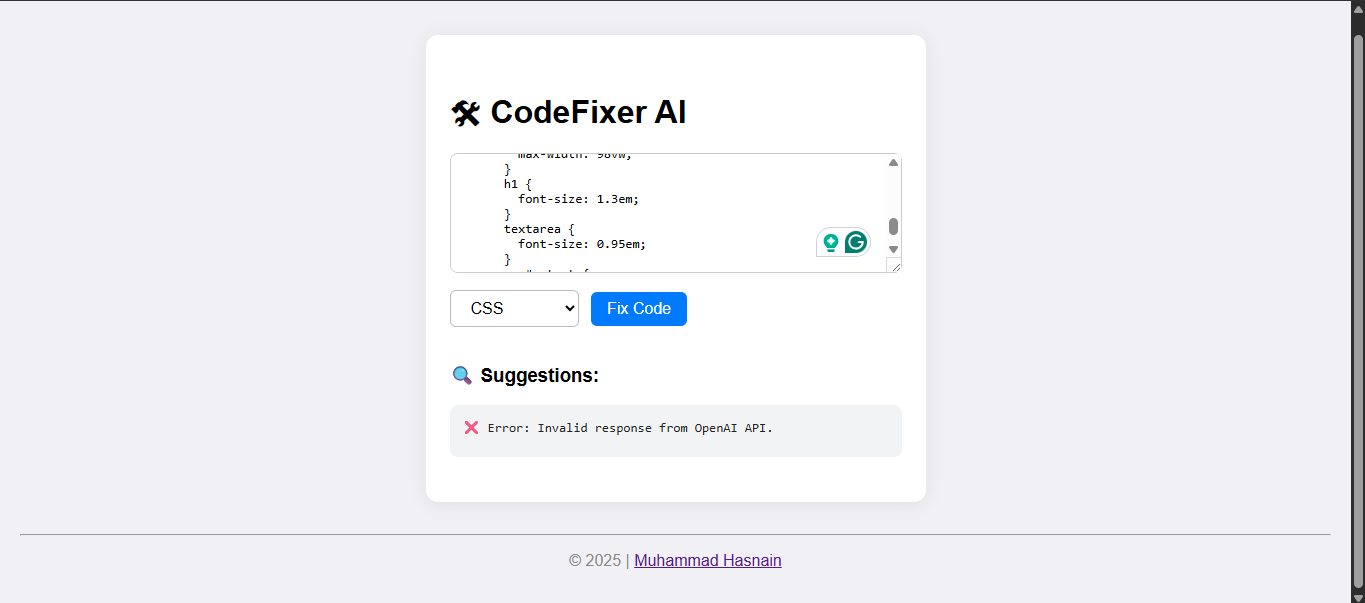 🛠 CodeFixer AI
max-width: 98vw;
}
h1 {
font-size: 1.3em;
}
textarea {
font-size: 0.95em;
}
CSS
Fix Code
🔍 Suggestions:
❌ Error: Invalid response from OpenAI API.
© 2025 | Muhammad Hasnain